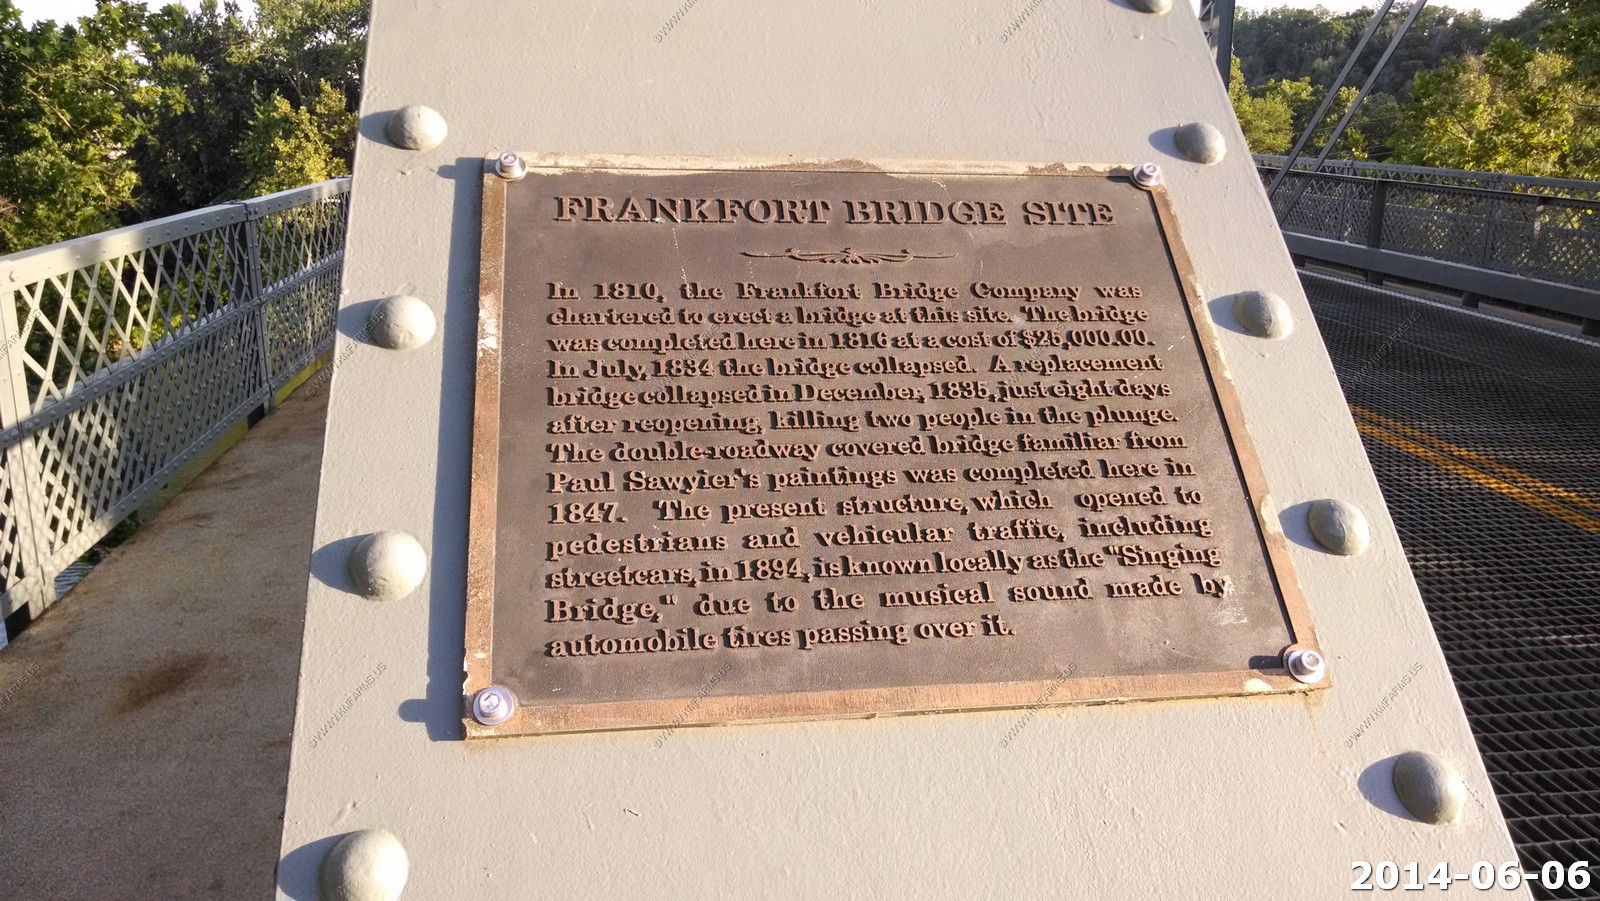 FRANKFORT BRIDGE SITE
In 1810, the Frankfort Bridge Company was
chartered to erect a bridge at this site. The bridge
was completed here in 1816 at a cost of $25,000.00.
In July, 1834 the bridge collapsed. A replacement
bridge collapsed in December, 1835, just eight days
after reopening, killing two people in the plunge.
The double-roadway covered bridge familiar from
Paul Sawyier's paintings was completed here in
1847. The present structure, which opened to
pedestrians and vehicular traffic, including
streetcars, in 1894, is known locally as the "Singing
Bridge," due to the musical sound made by
automobile tires passing over it.
2014-06-06